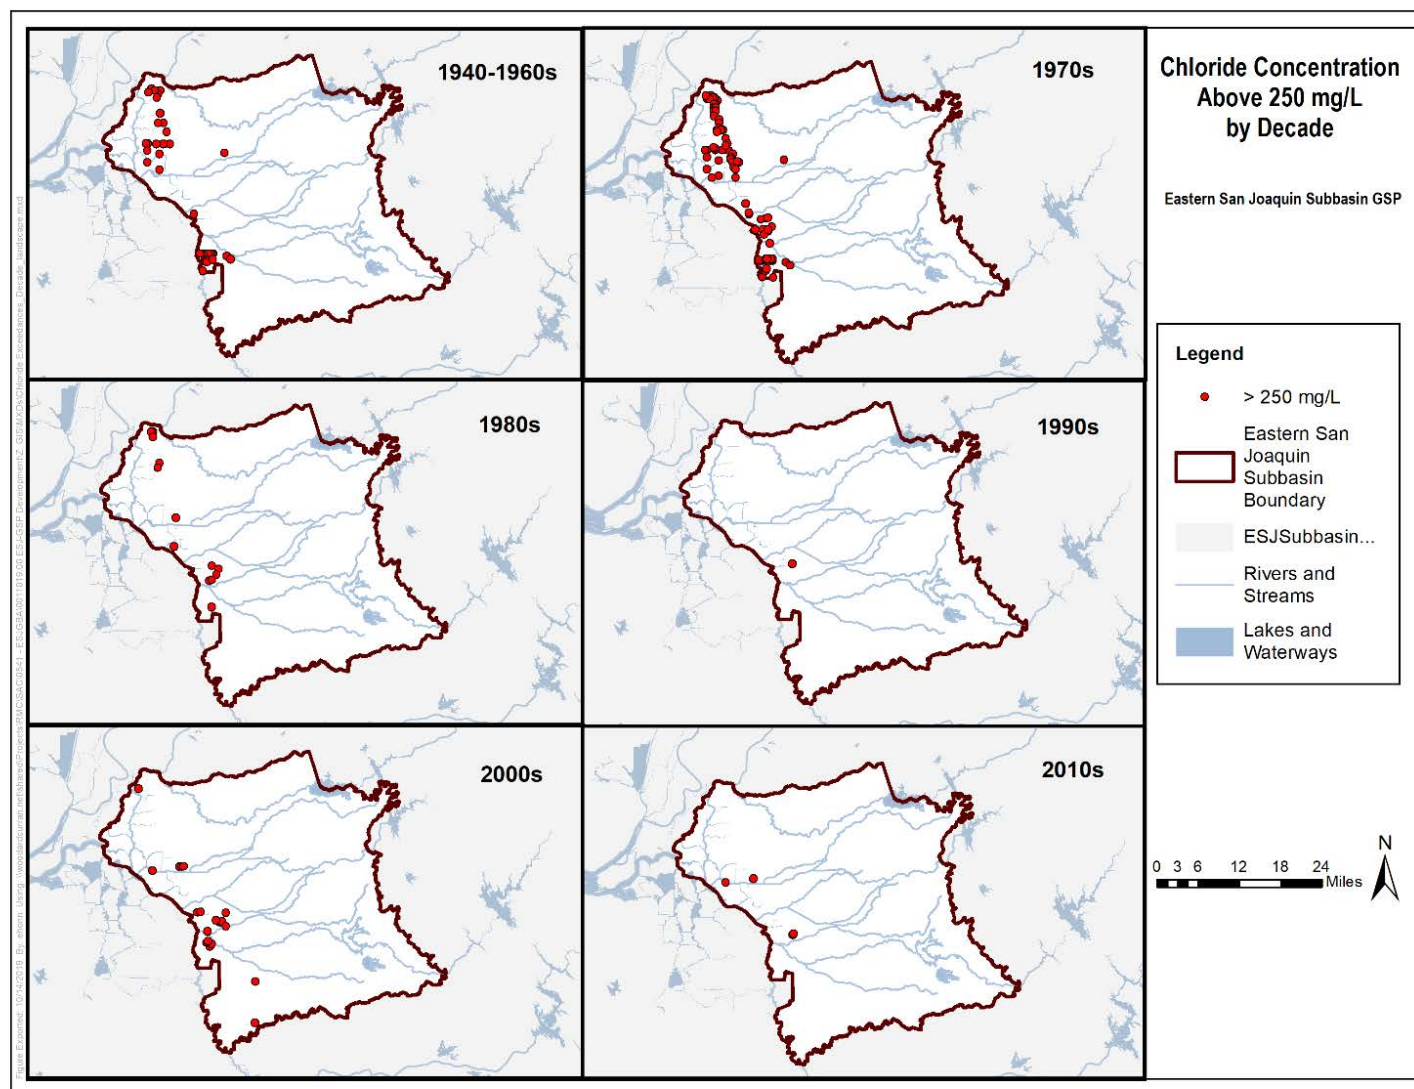 1940-1960s
1970s
1980s
1990s
2000s
2010s
Chloride Concentration
Above 250 mg/L
by Decade
Eastern San Joaquin Subbasin GSP
Legend
> 250 mg/L
Eastern San
Joaquin
Subbasin
Boundary
ESJSubbasin...
Rivers and
Streams
Lakes and
Waterways
N
0 3 6 12 18 24
Miles